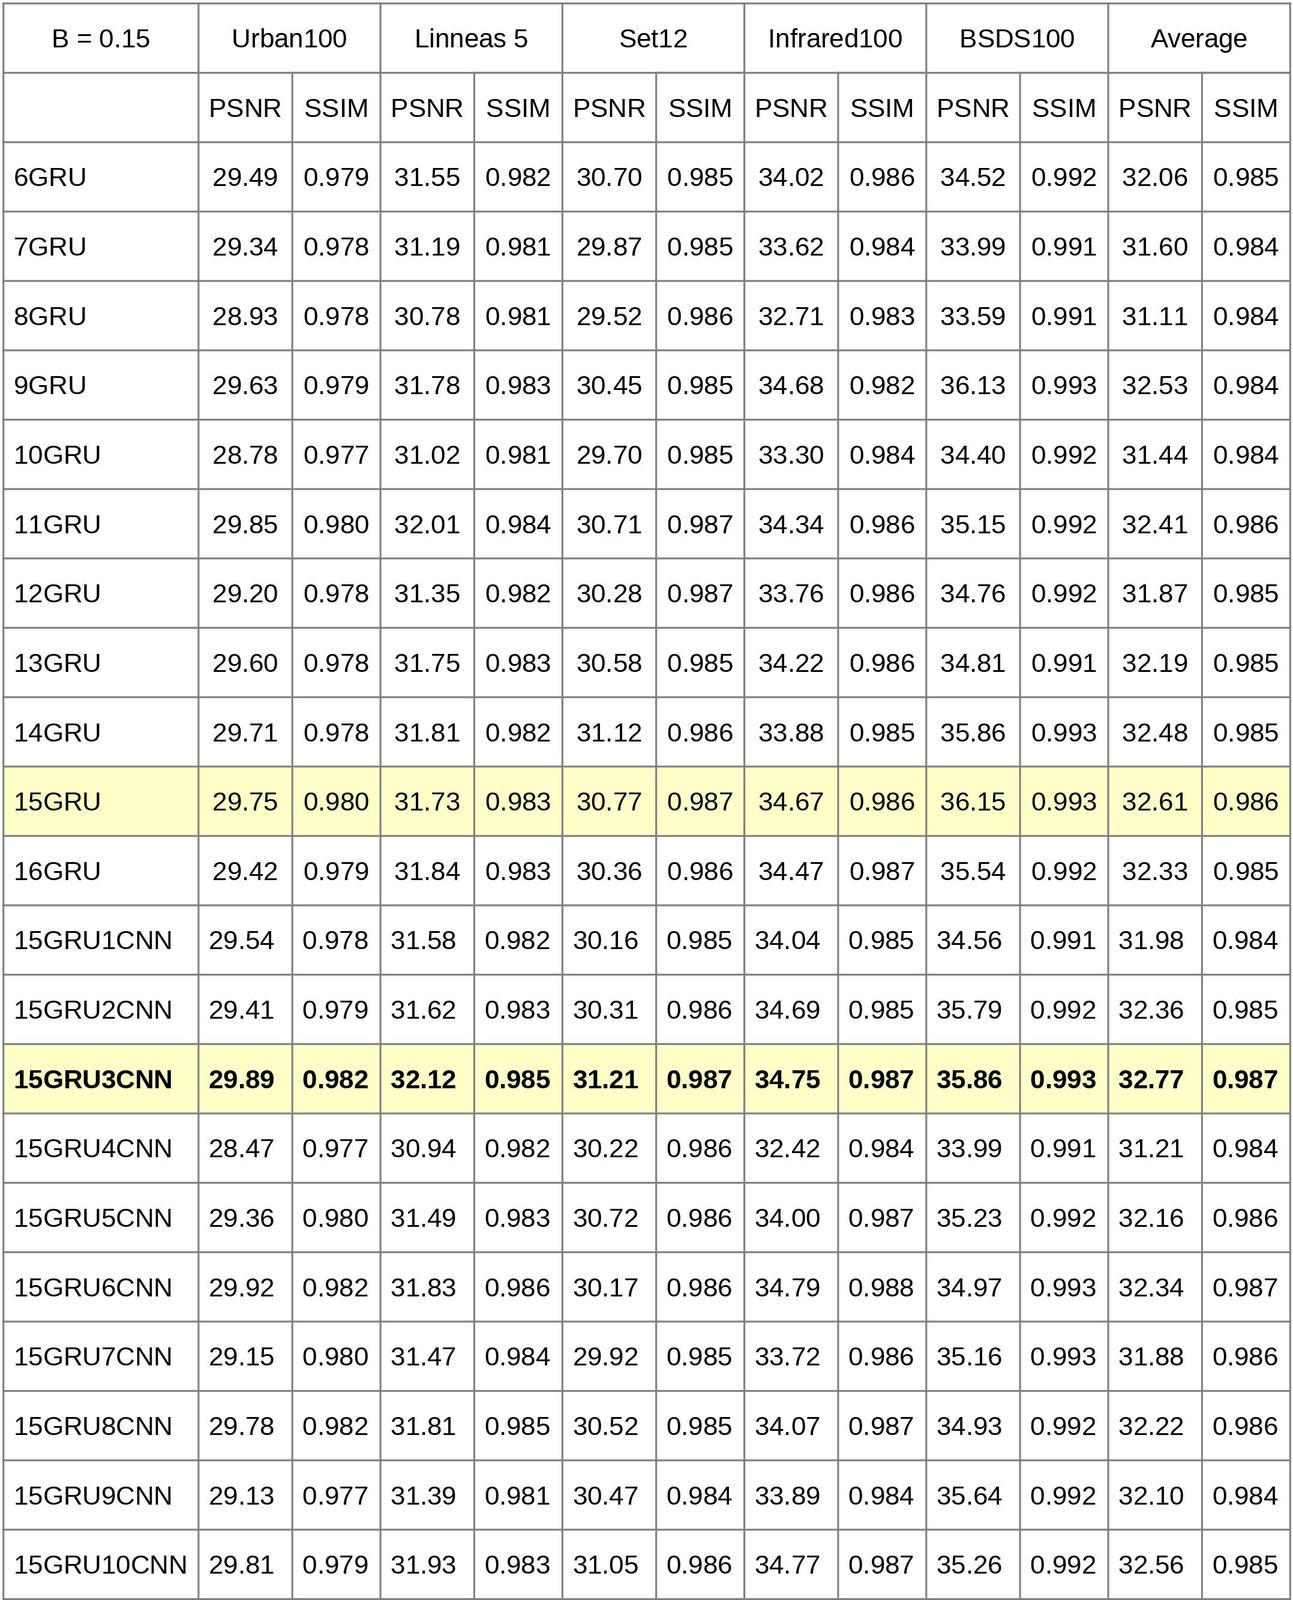 B = 0.15 Urban100 Linneas 5 Set12 Infrared100 BSDS100 Average
PSNR SSIM PSNR SSIM PSNR SSIM PSNR SSIM PSNR SSIM PSNR SSIM
6GRU 29.49 0.979 31.55 0.982 30.70 0.985 34.02 0.986 34.52 0.992 32.06 0.985
7GRU 29.34 0.978 31.19 0.981 29.87 0.985 33.62 0.984 33.99 0.991 31.60 0.984
8GRU 28.93 0.978 30.78 0.981 29.52 0.986 32.71 0.983 33.59 0.991 31.11 0.984
9GRU 29.63 0.979 31.78 0.983 30.45 0.985 34.68 0.982 36.13 0.993 32.53 0.984
10GRU 28.78 0.977 31.02 0.981 29.70 0.985 33.30 0.984 34.40 0.992 31.44 0.984
11GRU 29.85 0.980 32.01 0.984 30.71 0.987 34.34 0.986 35.15 0.992 32.41 0.986
12GRU 29.20 0.978 31.35 0.982 30.28 0.987 33.76 0.986 34.76 0.992 31.87 0.985
13GRU 29.60 0.978 31.75 0.983 30.58 0.985 34.22 0.986 34.81 0.991 32.19 0.985
14GRU 29.71 0.978 31.81 0.982 31.12 0.986 33.88 0.985 35.86 0.993 32.48 0.985
15GRU 29.75 0.980 31.73 0.983 30.77 0.987 34.67 0.986 36.15 0.993 32.61 0.986
16GRU 29.42 0.979 31.84 0.983 30.36 0.986 34.47 0.987 35.54 0.992 32.33 0.985
15GRU1CNN 29.54 0.978 31.58 0.982 30.16 0.985 34.04 0.985 34.56 0.991 31.98 0.984
15GRU2CNN 29.41 0.979 31.62 0.983 30.31 0.986 34.69 0.985 35.79 0.992 32.36 0.985
15GRU3CNN 29.89 0.982 32.12 0.985 31.21 0.987 34.75 0.987 35.86 0.993 32.77 0.987
15GRU4CNN 28.47 0.977 30.94 0.982 30.22 0.986 32.42 0.984 33.99 0.991 31.21 0.984
15GRU5CNN 29.36 0.980 31.49 0.983 30.72 0.986 34.00 0.987 35.23 0.992 32.16 0.986
15GRU6CNN 29.92 0.982 31.83 0.986 30.17 0.986 34.79 0.988 34.97 0.993 32.34 0.987
15GRU7CNN 29.15 0.980 31.47 0.984 29.92 0.985 33.72 0.986 35.16 0.993 31.88 0.986
15GRU8CNN 29.78 0.982 31.81 0.985 30.52 0.985 34.07 0.987 34.93 0.992 32.22 0.986
15GRU9CNN 29.13 0.977 31.39 0.981 30.47 0.984 33.89 0.984 35.64 0.992 32.10 0.984
15GRU10CNN 29.81 0.979 31.93 0.983 31.05 0.986 34.77 0.987 35.26 0.992 32.56 0.985